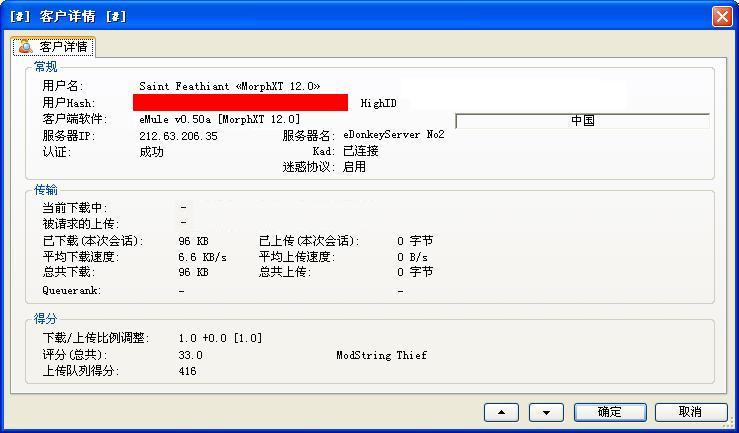 [#] 客户详情 [#]
客户详情
常规
用户名: Saint Feathiant «MorphXT 12.0»
用户Hash: HighID
客户端软件: eMule v0.50a [MorphXT 12.0] 中国
服务器IP: 212.63.206.35 服务器名: eDonkeyServer No2
认证: 成功 Kad: 已连接
迷惑协议: 启用
传输
当前下载中: -
被请求的上传: -
已下载(本次会话): 96 KB 已上传(本次会话): 0 字节
平均下载速度: 6.6 KB/s 平均上传速度: 0 B/s
总共下载: 96 KB 总共上传: 0 字节
Queuerank: - -
得分
下载/上传比例调整: 1.0 +0.0 [1.0]
评分(总共): 33.0 ModString Thief
上传队列得分: 416
确定 取消